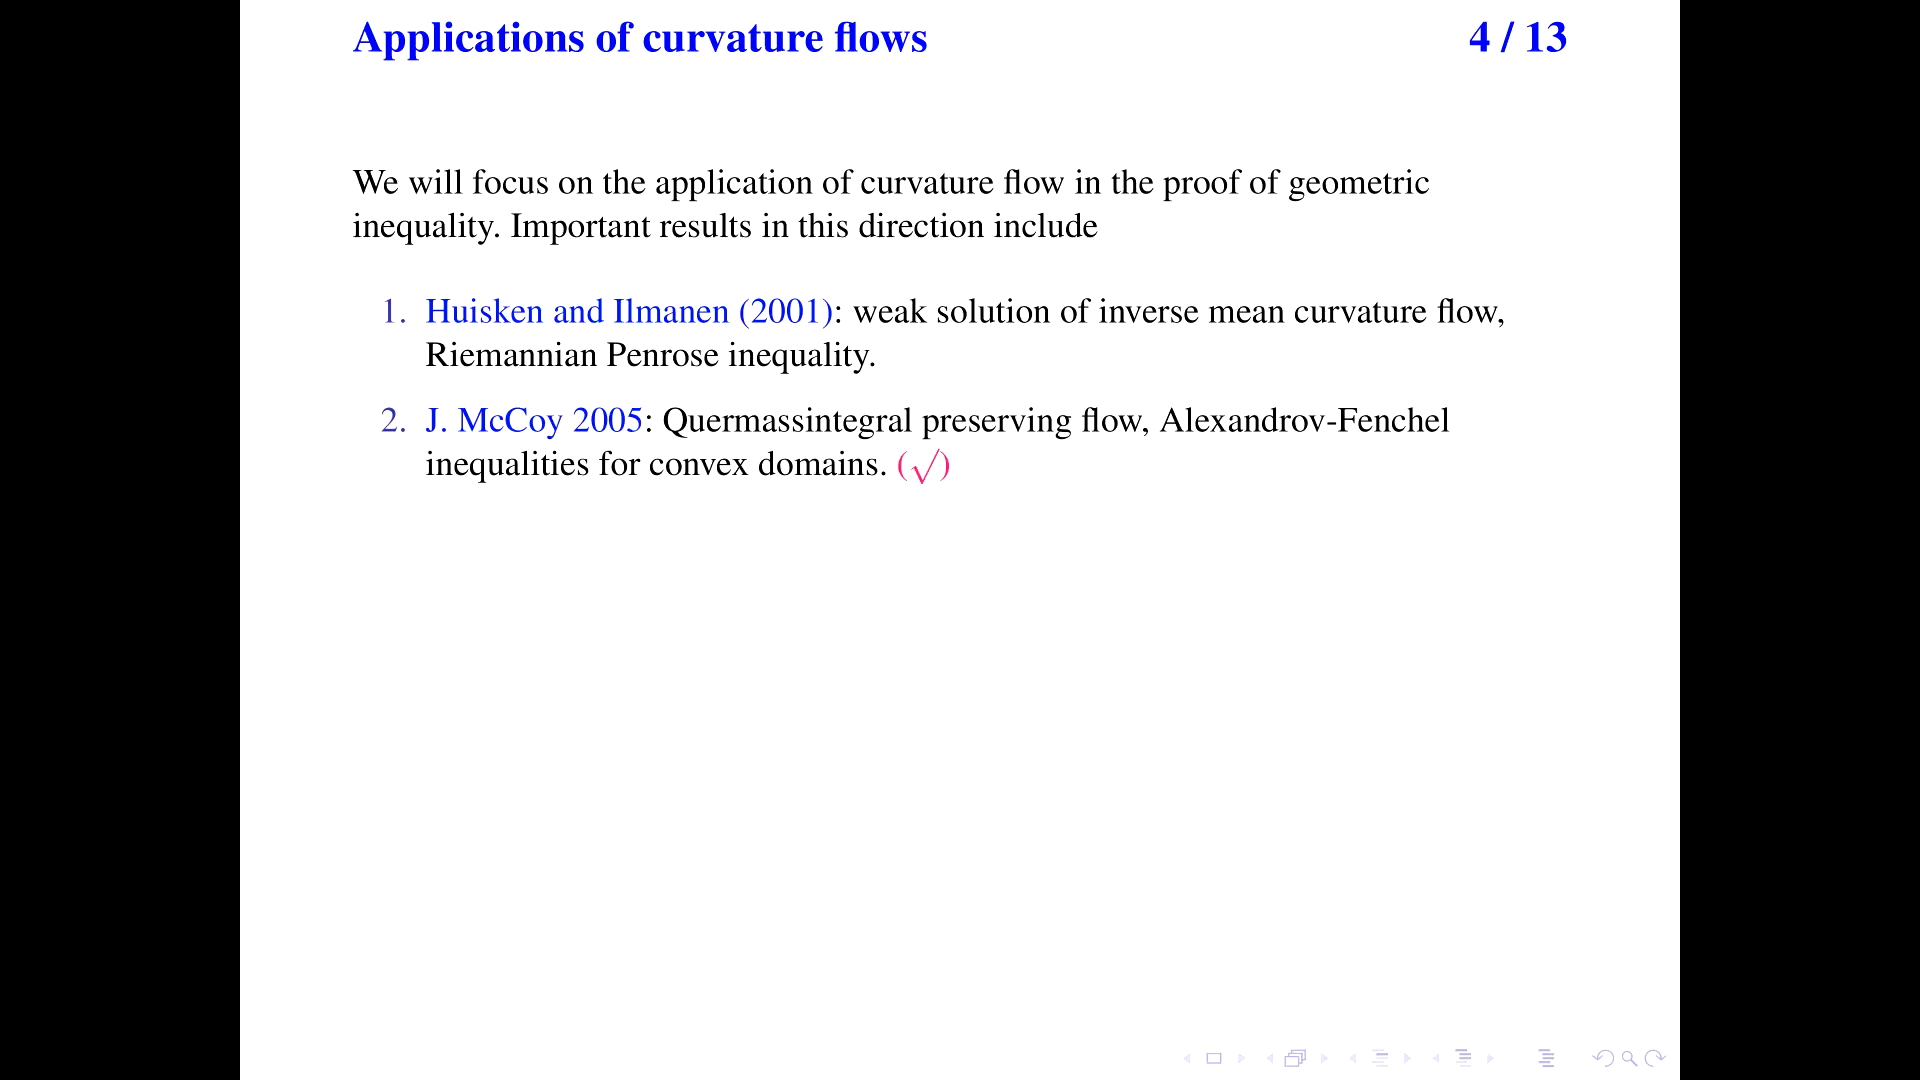 Applications of curvature flows 4 / 13
We will focus on the application of curvature flow in the proof of geometric
inequality. Important results in this direction include
1. Huisken and Ilmanen (2001): weak solution of inverse mean curvature flow,
Riemannian Penrose inequality.
2. J. McCoy 2005: Quermassintegral preserving flow, Alexandrov-Fenchel
inequalities for convex domains. (√)